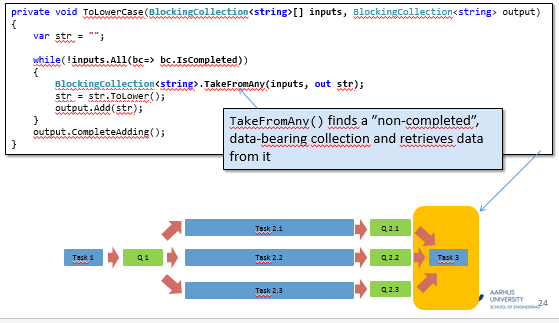 private void ToLowerCase(BlockingCollection<string>[] inputs, BlockingCollection<string> output)
{
var str = "";
while(!inputs.All(bc=> bc.IsCompleted))
{
BlockingCollection<string>.TakeFromAny(inputs, out str);
str = str.ToLower();
output.Add(str);
}
output.CompleteAdding();
}
TakeFromAny() finds a “non-completed”,
data-bearing collection and retrieves data
from it
Task 2.1
Q 2.1
Task 1
Q 1
Task 2.2
Q 2.2
Task 3
Task 2.3
Q 2.3
AARHUS
UNIVERSITY
SCHOOL OF ENGINEERING
24